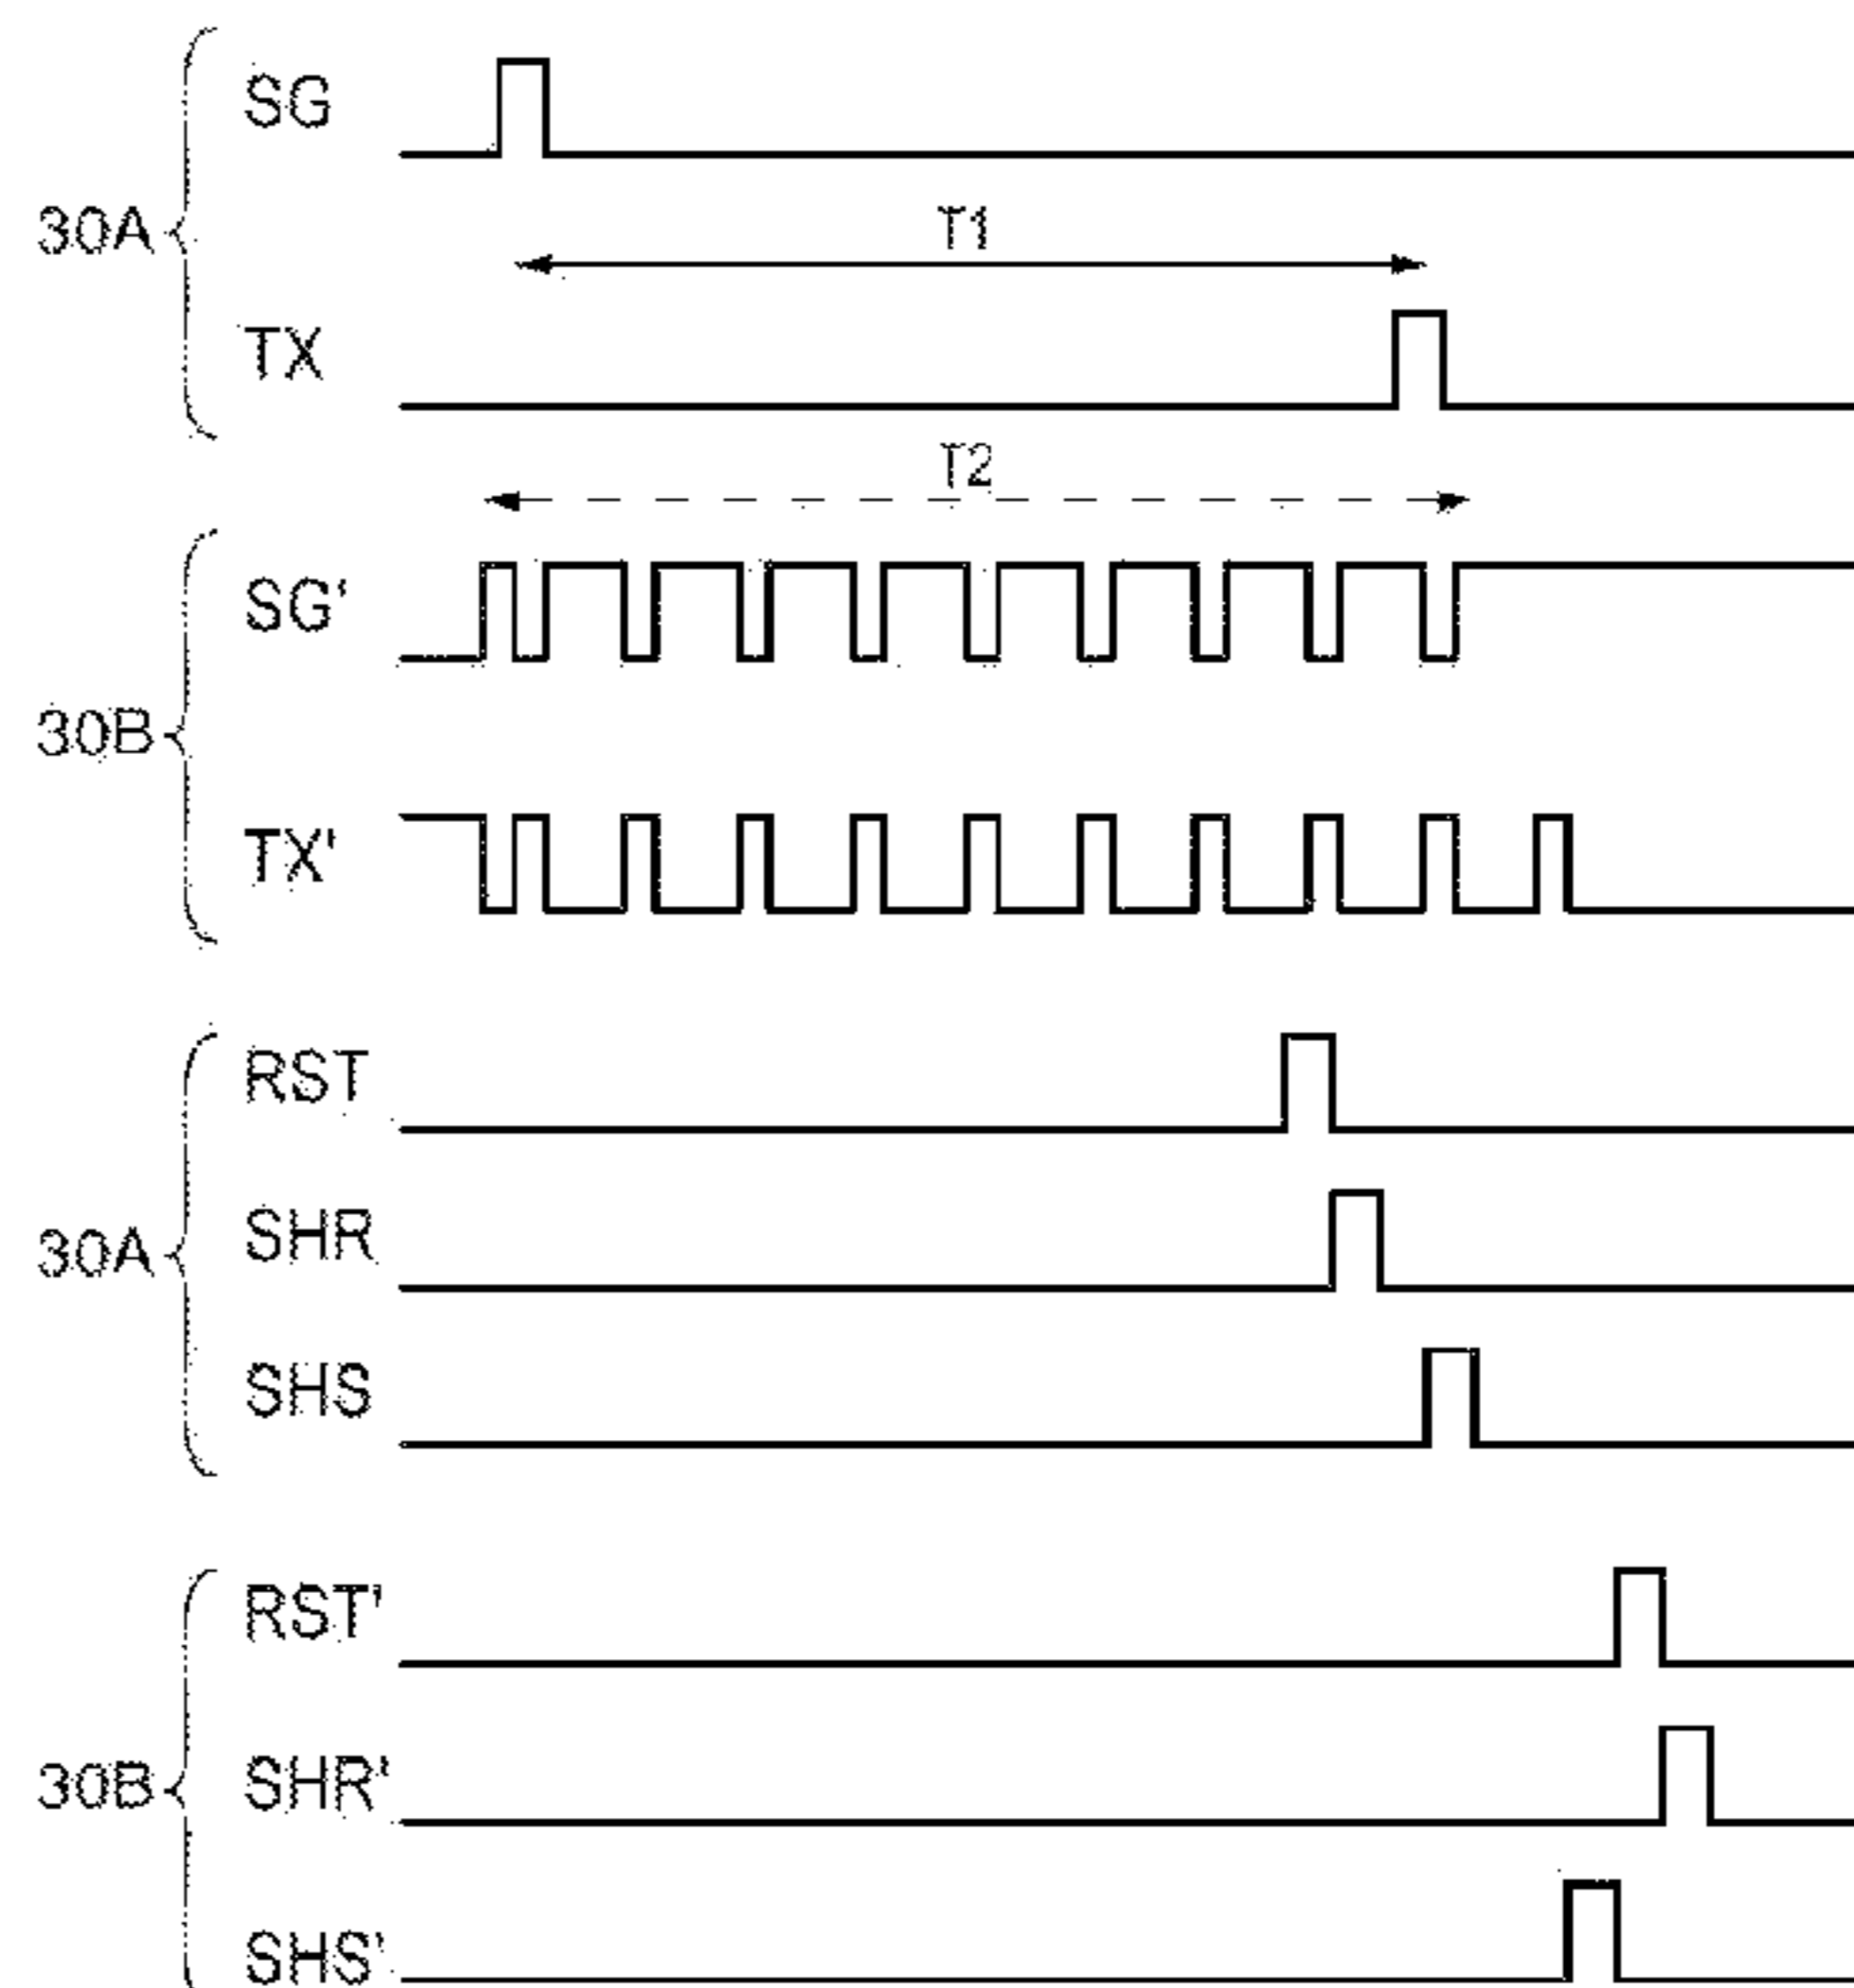 SG
30A
T1
TX
T2
SG'
30B
TX'
RST
SHR
30A
SHS
RST'
SHR'
30B
SHS'